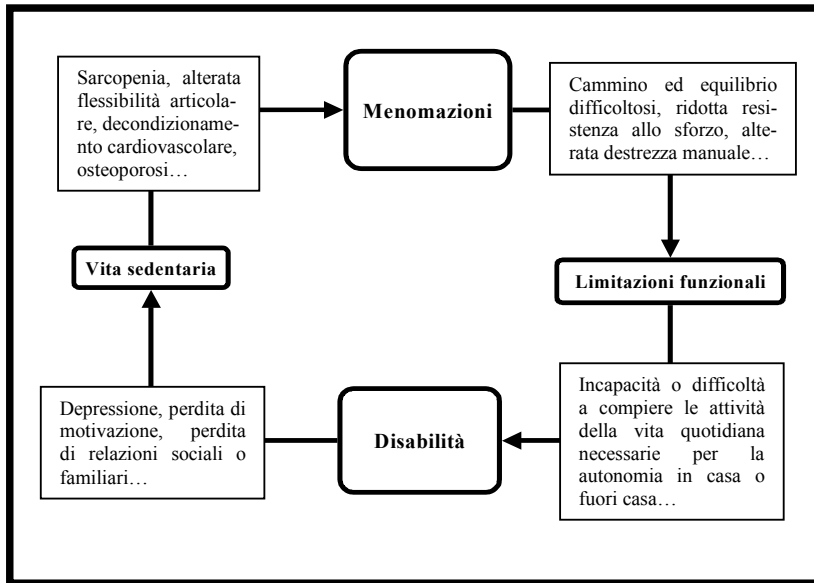 Sarcopenia, alterata
flessibilità articola-
re, decondizioname-
nto cardiovascolare,
osteoporosi…
Menomazioni
Cammino ed equilibrio
difficoltosi, ridotta resi-
stenza allo sforzo, alte-
rata destrezza manuale…
Vita sedentaria
Limitazioni funzionali
Depressione, perdita di
motivazione, perdita
di relazioni sociali o
familiari…
Disabilità
Incapacità o difficoltà
a compiere le attività
della vita quotidiana
necessarie per la
autonomia in casa o
fuori casa…